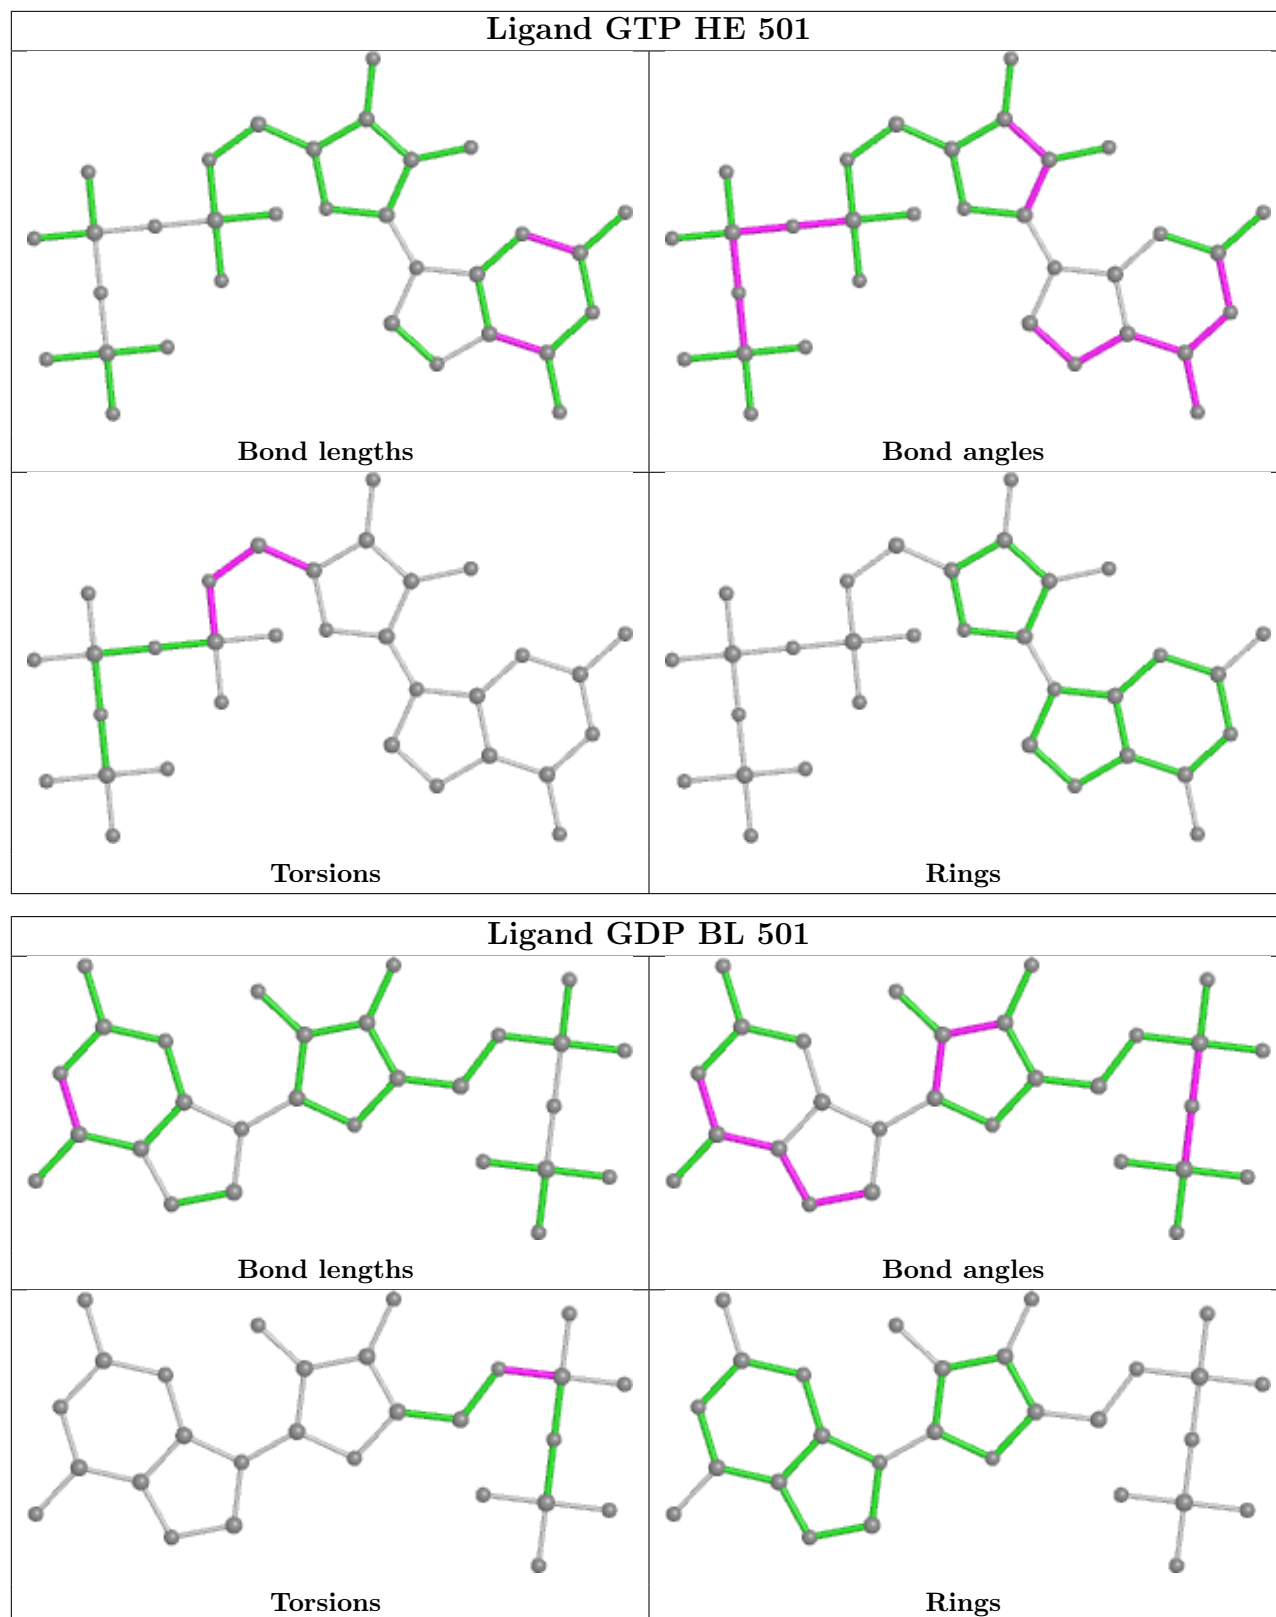 Ligand GTP HE 501
Bond lengths
Bond angles
Torsions
Rings
Ligand GDP BL 501
Bond lengths
Bond angles
Torsions
Rings